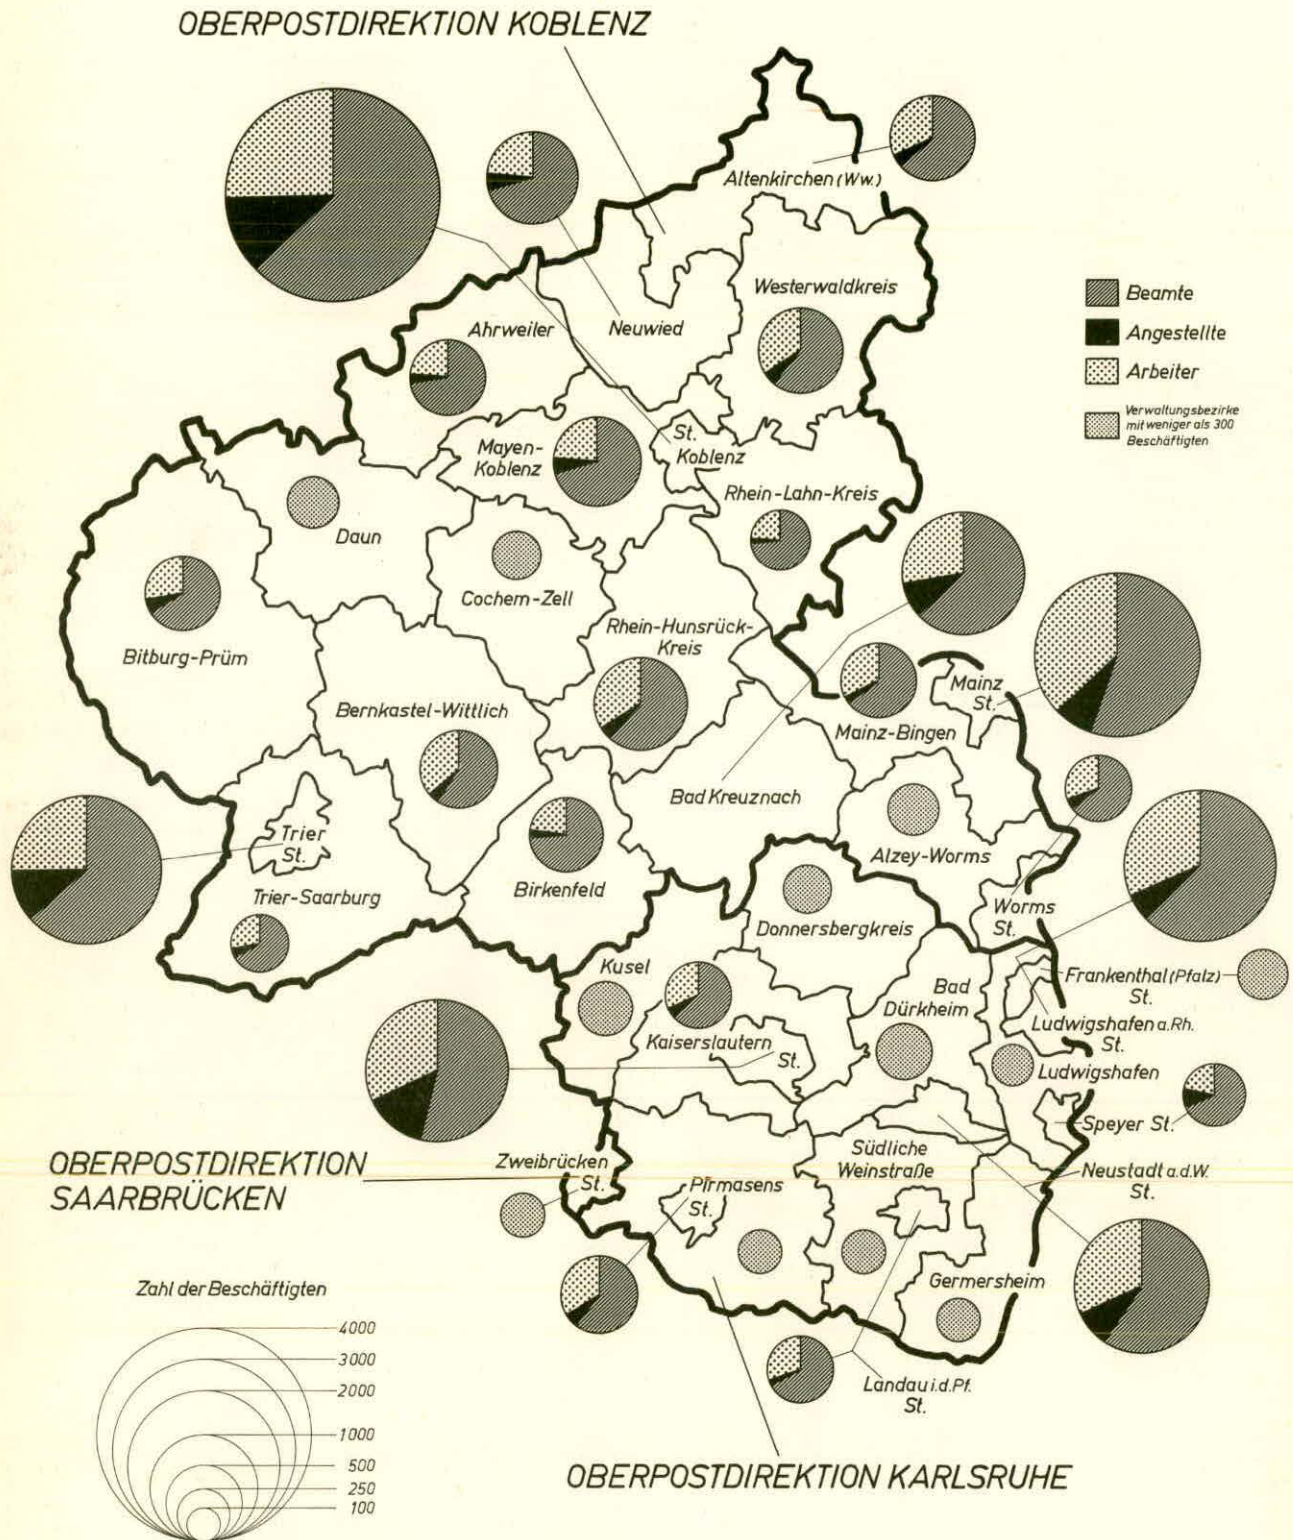 OBERPOSTDIREKTION KOBLENZ
Altenkirchen (Ww.)
Westerwaldkreis
Neuwied
Ahrweiler
Beamte
Angestellte
Arbeiter
Verwaltungsbezirke
mit weniger als 300
Beschäftigten
Mayen-
Koblenz
St.
Koblenz
Rhein-Lahn-Kreis
Daun
Cochem-Zell
Rhein-Hunsrück-
Kreis
Bitburg-Prüm
Bernkastel-Wittlich
Mainz
St.
Mainz-Bingen
Bad Kreuznach
Trier
St.
Alzey-Worms
Birkenfeld
Trier-Saarburg
Worms
St.
Donnersbergkreis
Kusel
Bad
Dürkheim
Frankenthal (Pfalz)
St.
Ludwigshafen a.Rh.
St.
Kaiserslautern
St.
Ludwigshafen
Speyer St.
OBERPOSTDIREKTION
SAARBRÜCKEN
Zweibrücken
St.
Pirmasens
St.
Südliche
Weinstraße
Neustadt a.d.W.
St.
Germersheim
Zahl der Beschäftigten
4000
3000
2000
1000
500
250
100
Landau i.d.Pf.
St.
OBERPOSTDIREKTION KARLSRUHE